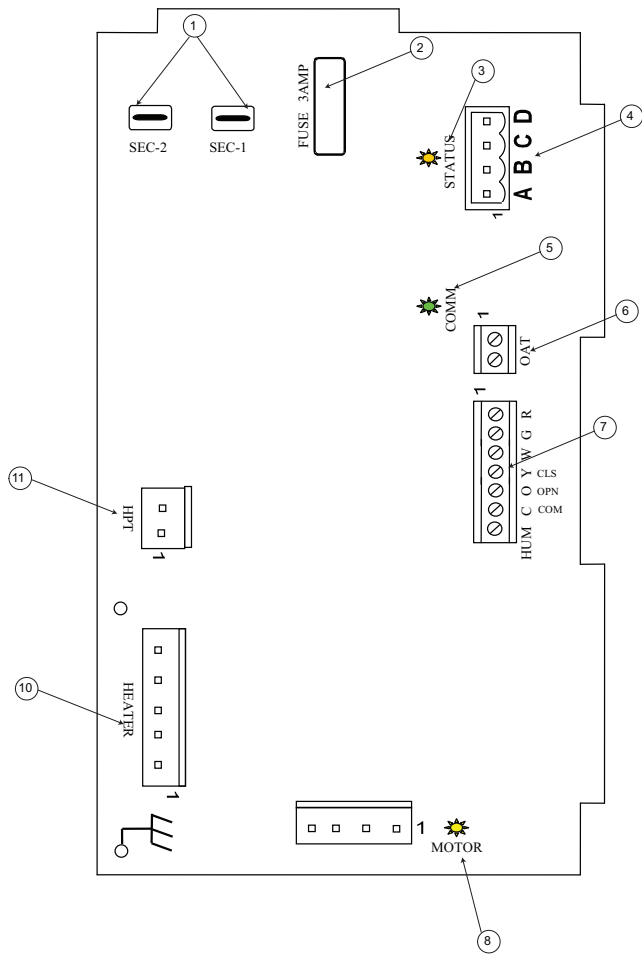 1
2
3
4
SEC-2
SEC-1
FUSE 3AMP
STATUS
A B C D
1
5
COMM
6
1
OAT
1
7
HUM C O Y W G R
CLS
OPN
COM
11
HPT
1
10
HEATER
1
1
MOTOR
8